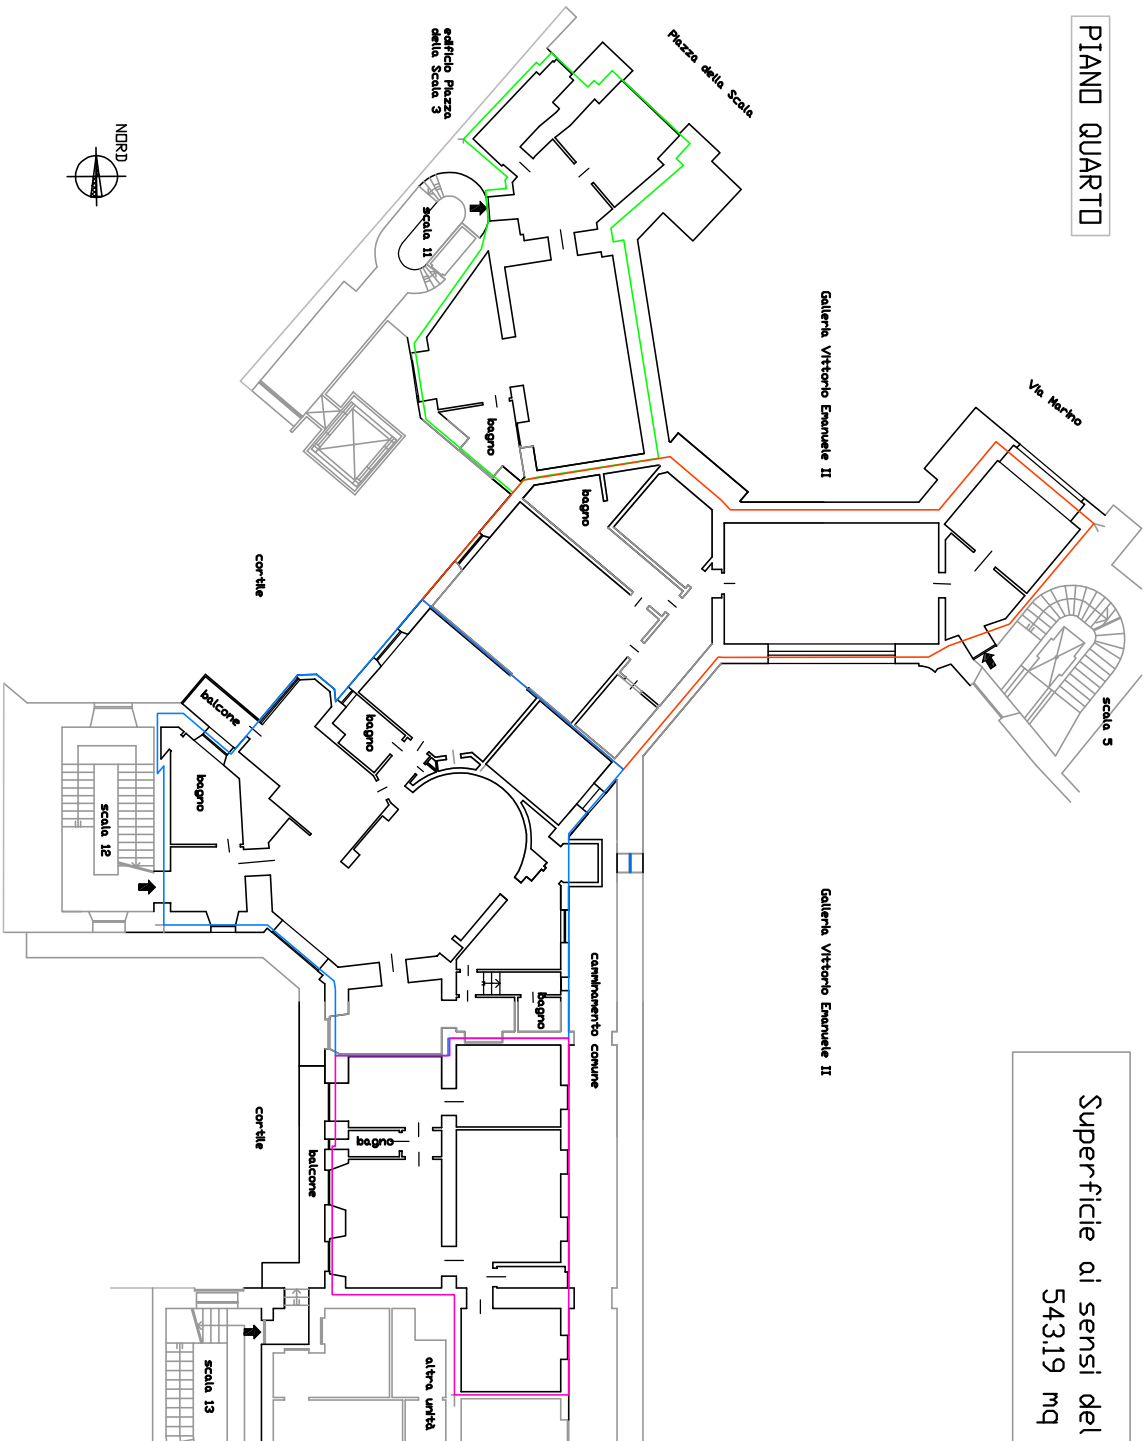 PIANO QUARTO
Piazza della Scala
edificio Piazza
della Scala 3
NORD
scala 11
Galleria Vittorio Emanuele II
Via Marino
bagno
bagno
cortile
scala 5
balcone
bagno
bagno
scala 12
Galleria Vittorio Emanuele II
camminamento comune
bagno
Superficie ai sensi del
543.19 mq
cortile
balcone
bagno
scala 13
altra unità